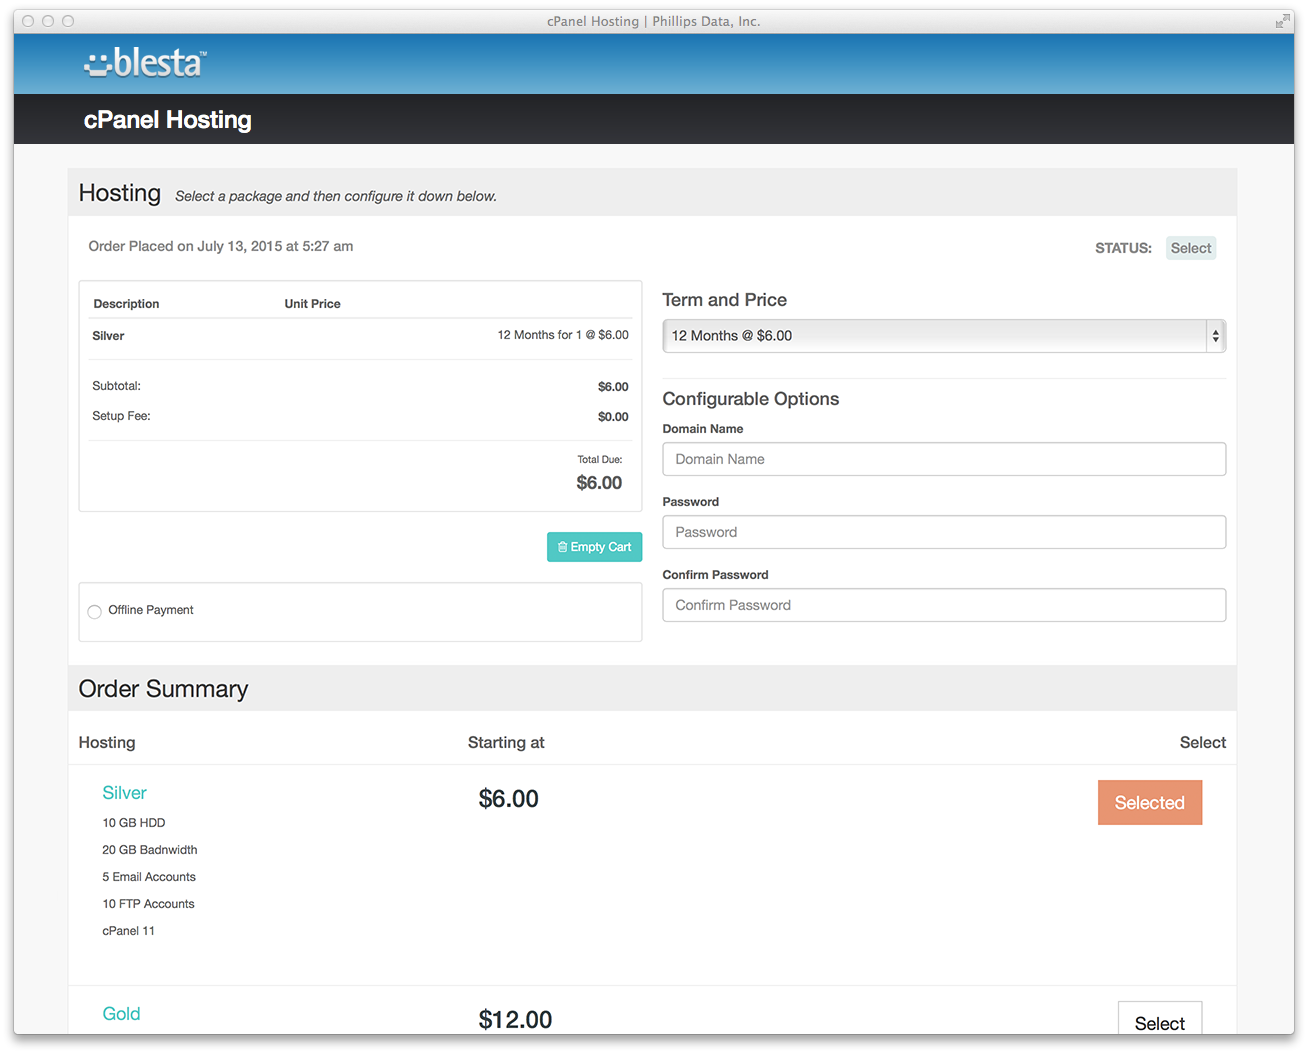 cPanel Hosting | Phillips Data, Inc.
blesta™
cPanel Hosting
Hosting Select a package and then configure it down below.
Order Placed on July 13, 2015 at 5:27 am
STATUS: Select
Description Unit Price
Silver 12 Months for 1 @ $6.00
Subtotal: $6.00
Setup Fee: $0.00
Total Due:
$6.00
Empty Cart
Offline Payment
Term and Price
12 Months @ $6.00
Configurable Options
Domain Name
Domain Name
Password
Password
Confirm Password
Confirm Password
Order Summary
Hosting Starting at Select
Silver $6.00 Selected
10 GB HDD
20 GB Badnwidth
5 Email Accounts
10 FTP Accounts
cPanel 11
Gold $12.00 Select